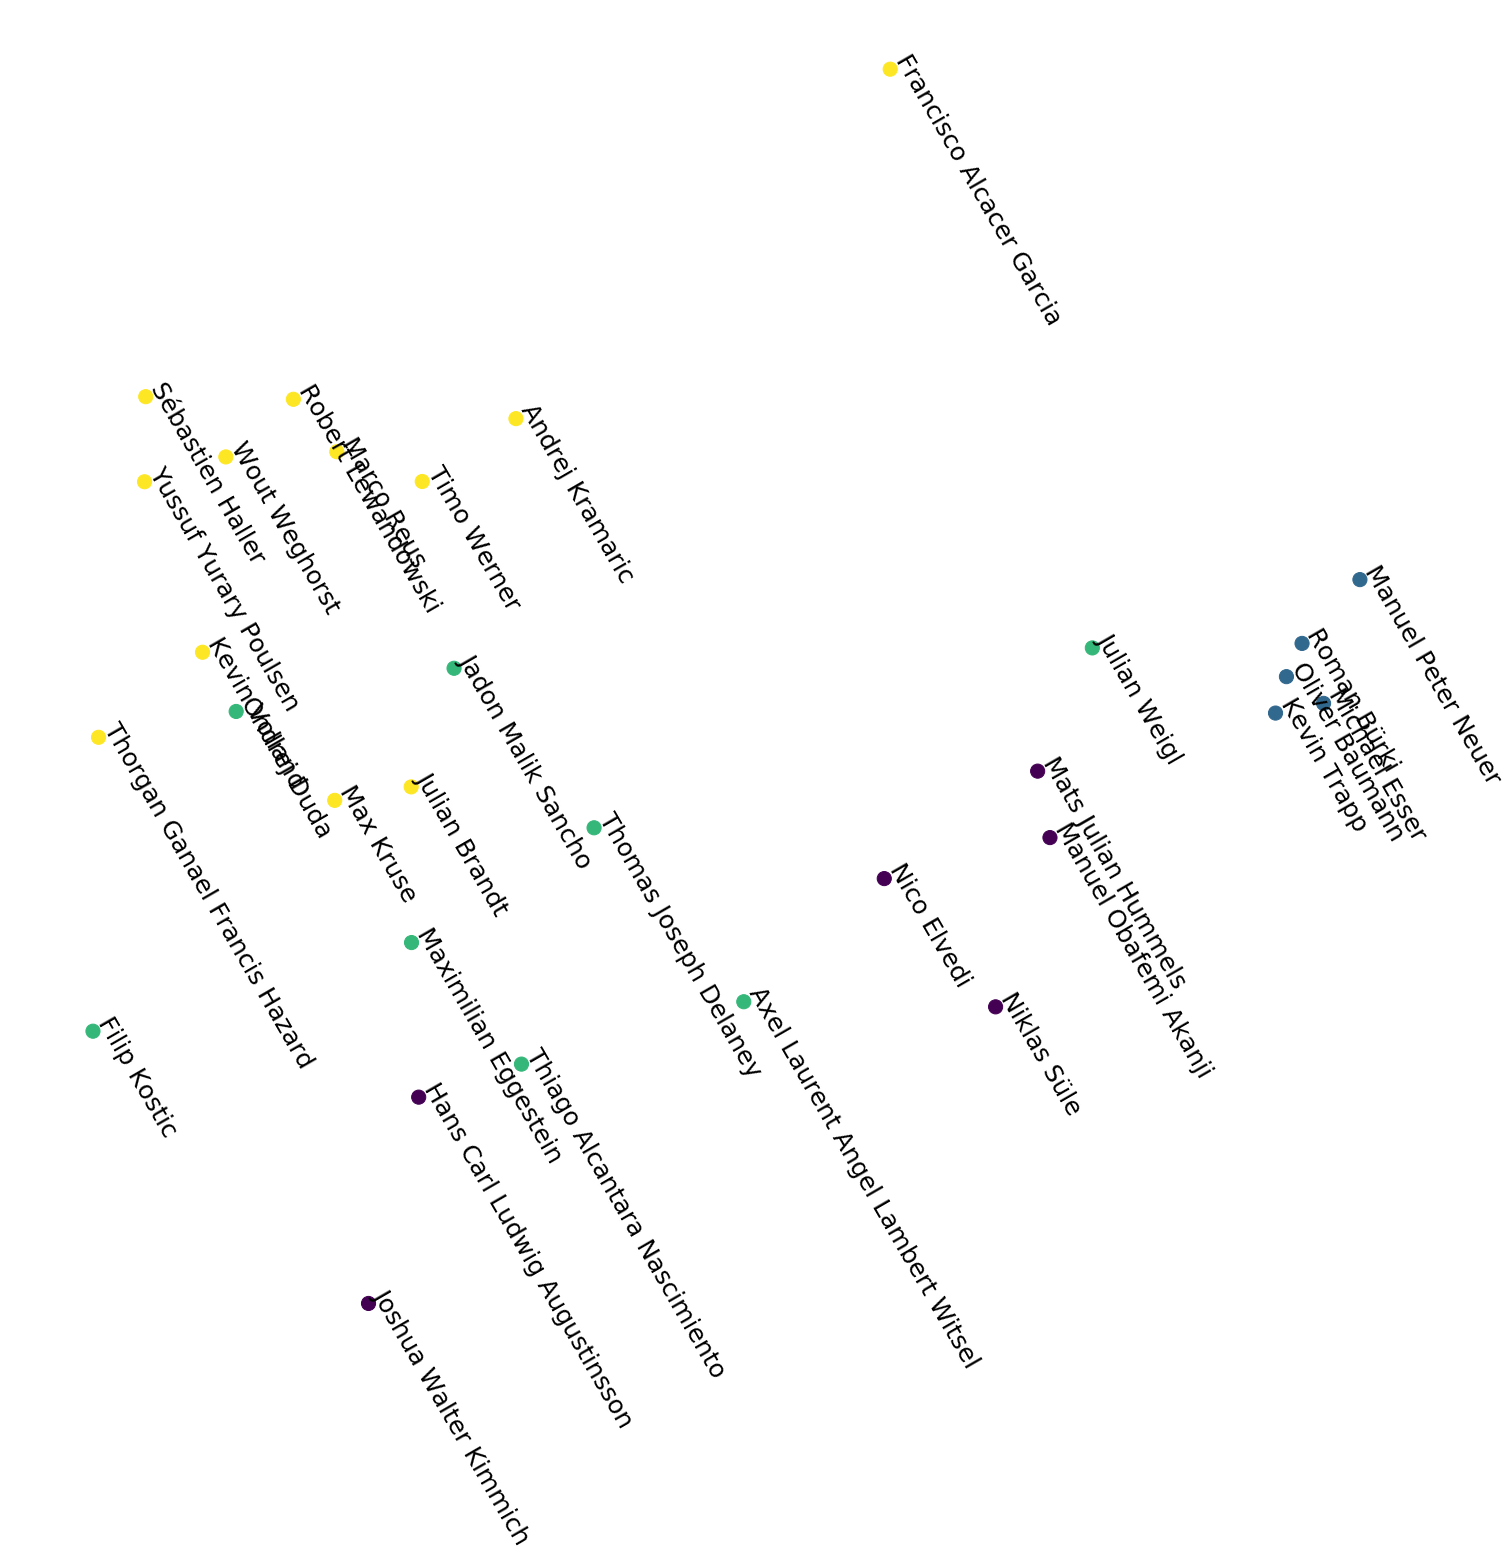 Francisco Alcacer Garcia
Sébastien Haller
Robert Lewandowski
Andrej Kramaric
Marco Reus
Wout Weghorst
Timo Werner
Yussuf Yurary Poulsen
Manuel Peter Neuer
Roman Bürki
Julian Weigl
Kevin Volland
Jadon Malik Sancho
Oliver Baumann
Michael Esser
Ondrej Duda
Kevin Trapp
Thorgan Ganael Francis Hazard
Mats Julian Hummels
Julian Brandt
Max Kruse
Thomas Joseph Delaney
Manuel Obafemi Akanji
Nico Elvedi
Maximilian Eggestein
Axel Laurent Angel Lambert Witsel
Niklas Süle
Filip Kostic
Thiago Alcantara Nascimiento
Hans Carl Ludwig Augustinsson
Joshua Walter Kimmich